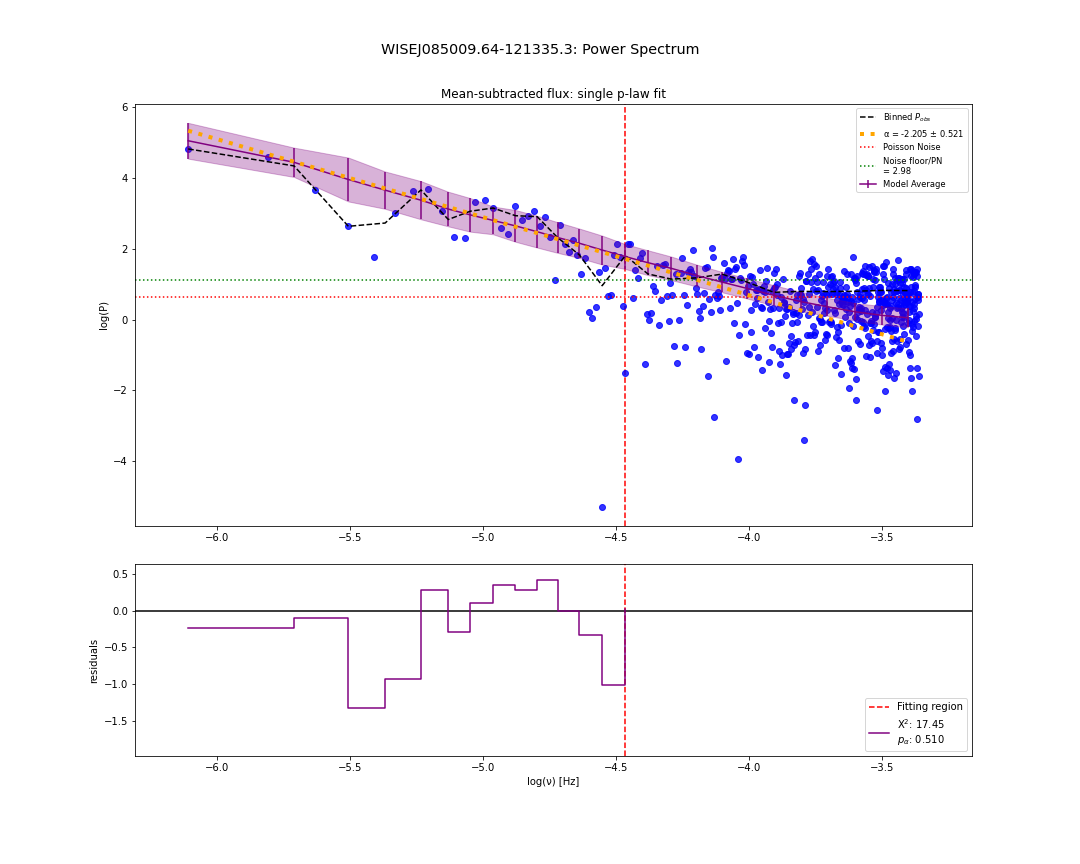 WISEJ085009.64-121335.3: Power Spectrum
Mean-subtracted flux: single p-law fit
6
4
2
0
−2
−4
log(P)
Binned P_obs
α = -2.205 ± 0.521
Poisson Noise
Noise floor/PN
= 2.98
Model Average
−6.0 −5.5 −5.0 −4.5 −4.0 −3.5
0.5
0.0
−0.5
−1.0
−1.5
residuals
Fitting region
X²: 17.45
p_α: 0.510
−6.0 −5.5 −5.0 −4.5 −4.0 −3.5
log(ν) [Hz]